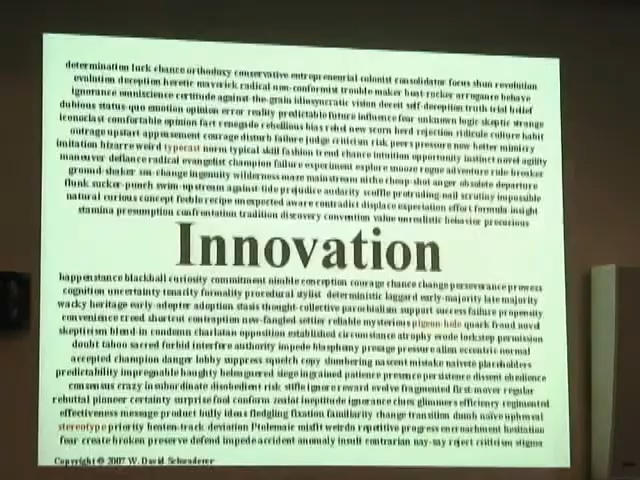 determination luck chance orthodoxy conservative entrepreneurial colonist consolidator focus shun revolution
evolution deception heretic maverick radical non-conformist trouble maker boat-rocker arrogance behave
ignorance omniscience certitude against-the-grain idiosyncratic vision deceit self-deception truth trial belief
dubious status-quo emotion opinion error reality predictable future influence fear unknown logic skeptic strange
iconoclast comfortable opinion fact renegade rebellious bias rebel new scorn herd rejection ridicule culture habit
outrage upstart appeasement courage disturb failure judge criticism risk peers pressure now better mimicry
imitation bizarre weird typecast norm typical skill fashion trend chance intuition opportunity instinct novel agility
maneuver defiance radical evangelist champion failure experiment explore snooze rogue adventure rule breaker
ground-shaker sea-change ingenuity wilderness maze mainstream niche cheap-shot anger obsolete departure
flunk sucker-punch swim-upstream against-tide prejudice audacity scoffle protruding-nail scrutiny impossible
natural curious concept feeble recipe unexpected aware contradict displace expectation effort formula insight
stamina presumption confrontation tradition discovery convention value unrealistic behavior precarious
Innovation
happenstance blackball curiosity commitment nimble conception courage chance change perseverance prowess
cognition uncertainty tenacity formality procedural stylist deterministic laggard early-majority late majority
wacky heritage early-adopter adoption stasis thought-collective parochialism support success failure propensity
convenience creed shortcut contraption new-fangled settler reliable mysterious pigeon-hole quack fraud novel
skepticism blend-in condemn charlatan opposition established circumstance atrophy erode lockstep permission
doubt taboo sacred forbid interfere authority impede blasphemy presage pressure alien eccentric normal
accepted champion danger lobby suppress squelch copy slumbering nascent mistake naiveté placeholders
predictability impregnable haughty beleaguered siege ingrained patience presume persistence dissent obedience
consensus crazy insubordinate disobedient risk stifle ignore reward evolve fragmented first-mover regular
rebuttal pioneer certainty surprise fool conform zealot ineptitude ignorance clues glimmers efficiency regimented
effectiveness message product bully ideas fledgling fixation familiarity change transition dumb naïve upheaval
stereotype priority beaten-track deviation Ptolemaic misfit weirdo repetitive progress encroachment hesitation
fear create broken preserve defend impede accident anomaly insult contrarian nay-say reject criticism stigma
Copyright © 2007 W. David Schwaderer